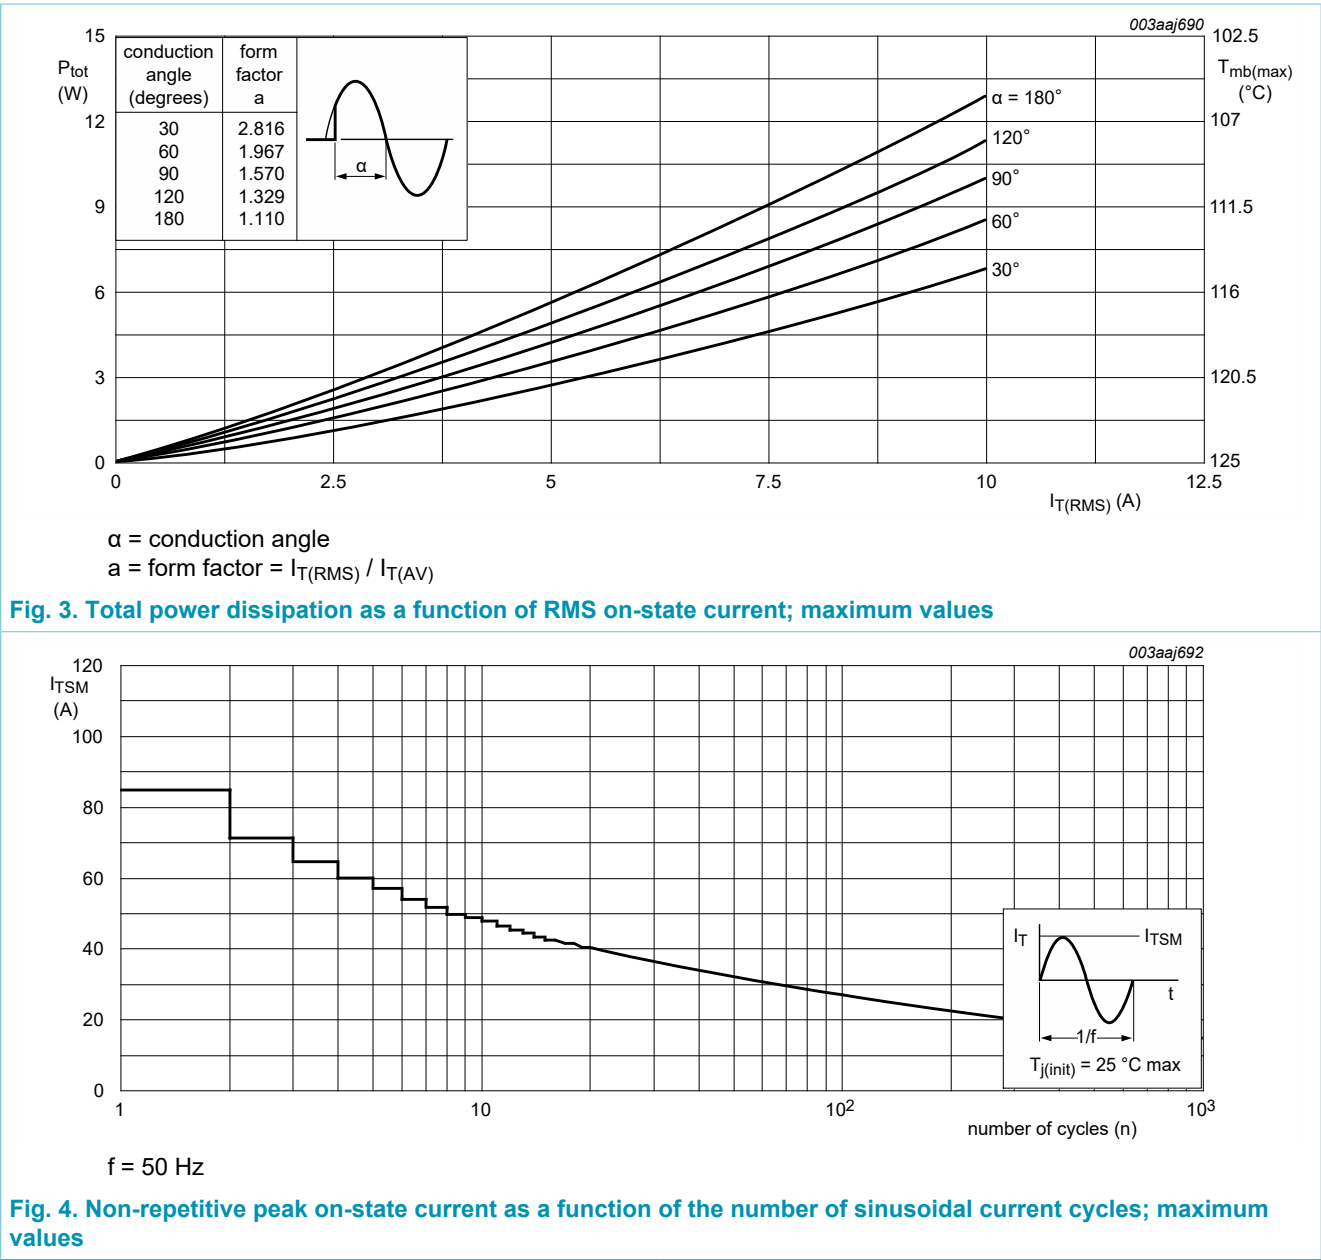 003aaj690
15
Ptot
(W)
12
9
6
3
0
conduction angle (degrees)
form factor a
30 2.816
60 1.967
90 1.570
120 1.329
180 1.110
α
α = 180°
120°
90°
60°
30°
102.5
Tmb(max)
(°C)
107
111.5
116
120.5
125
0 2.5 5 7.5 10 12.5
IT(RMS) (A)
α = conduction angle
a = form factor = IT(RMS) / IT(AV)
Fig. 3. Total power dissipation as a function of RMS on-state current; maximum values
003aaj692
120
ITSM
(A)
100
80
60
40
20
0
IT
ITSM
t
1/f
Tj(init) = 25 °C max
1 10 10² 10³
number of cycles (n)
f = 50 Hz
Fig. 4. Non-repetitive peak on-state current as a function of the number of sinusoidal current cycles; maximum
values